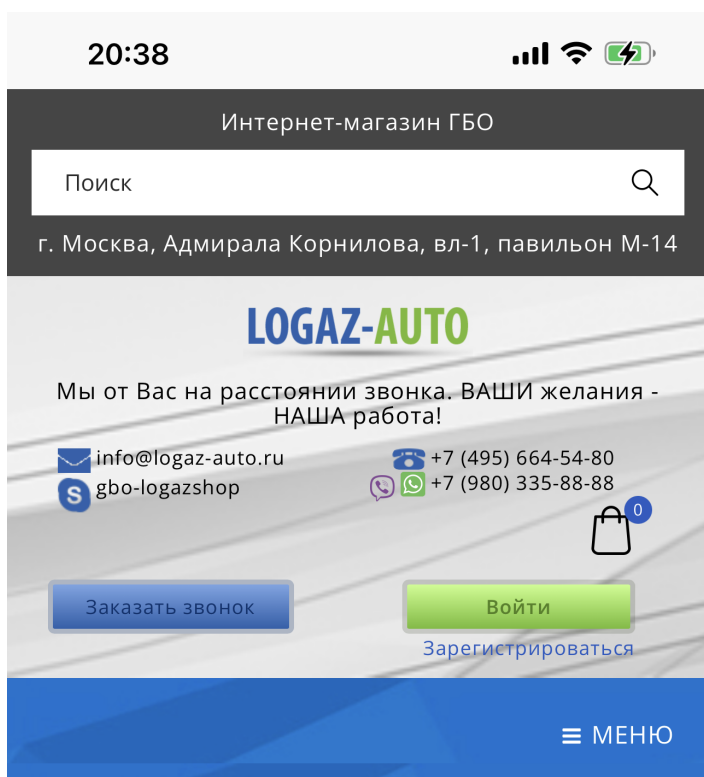 20:38
Интернет-магазин ГБО
Поиск
г. Москва, Адмирала Корнилова, вл-1, павильон М-14
LOGAZ-AUTO
Мы от Вас на расстоянии звонка. ВАШИ желания -
НАША работа!
info@logaz-auto.ru
gbo-logazshop
+7 (495) 664-54-80
+7 (980) 335-88-88
0
Заказать звонок
Войти
Зарегистрироваться
МЕНЮ